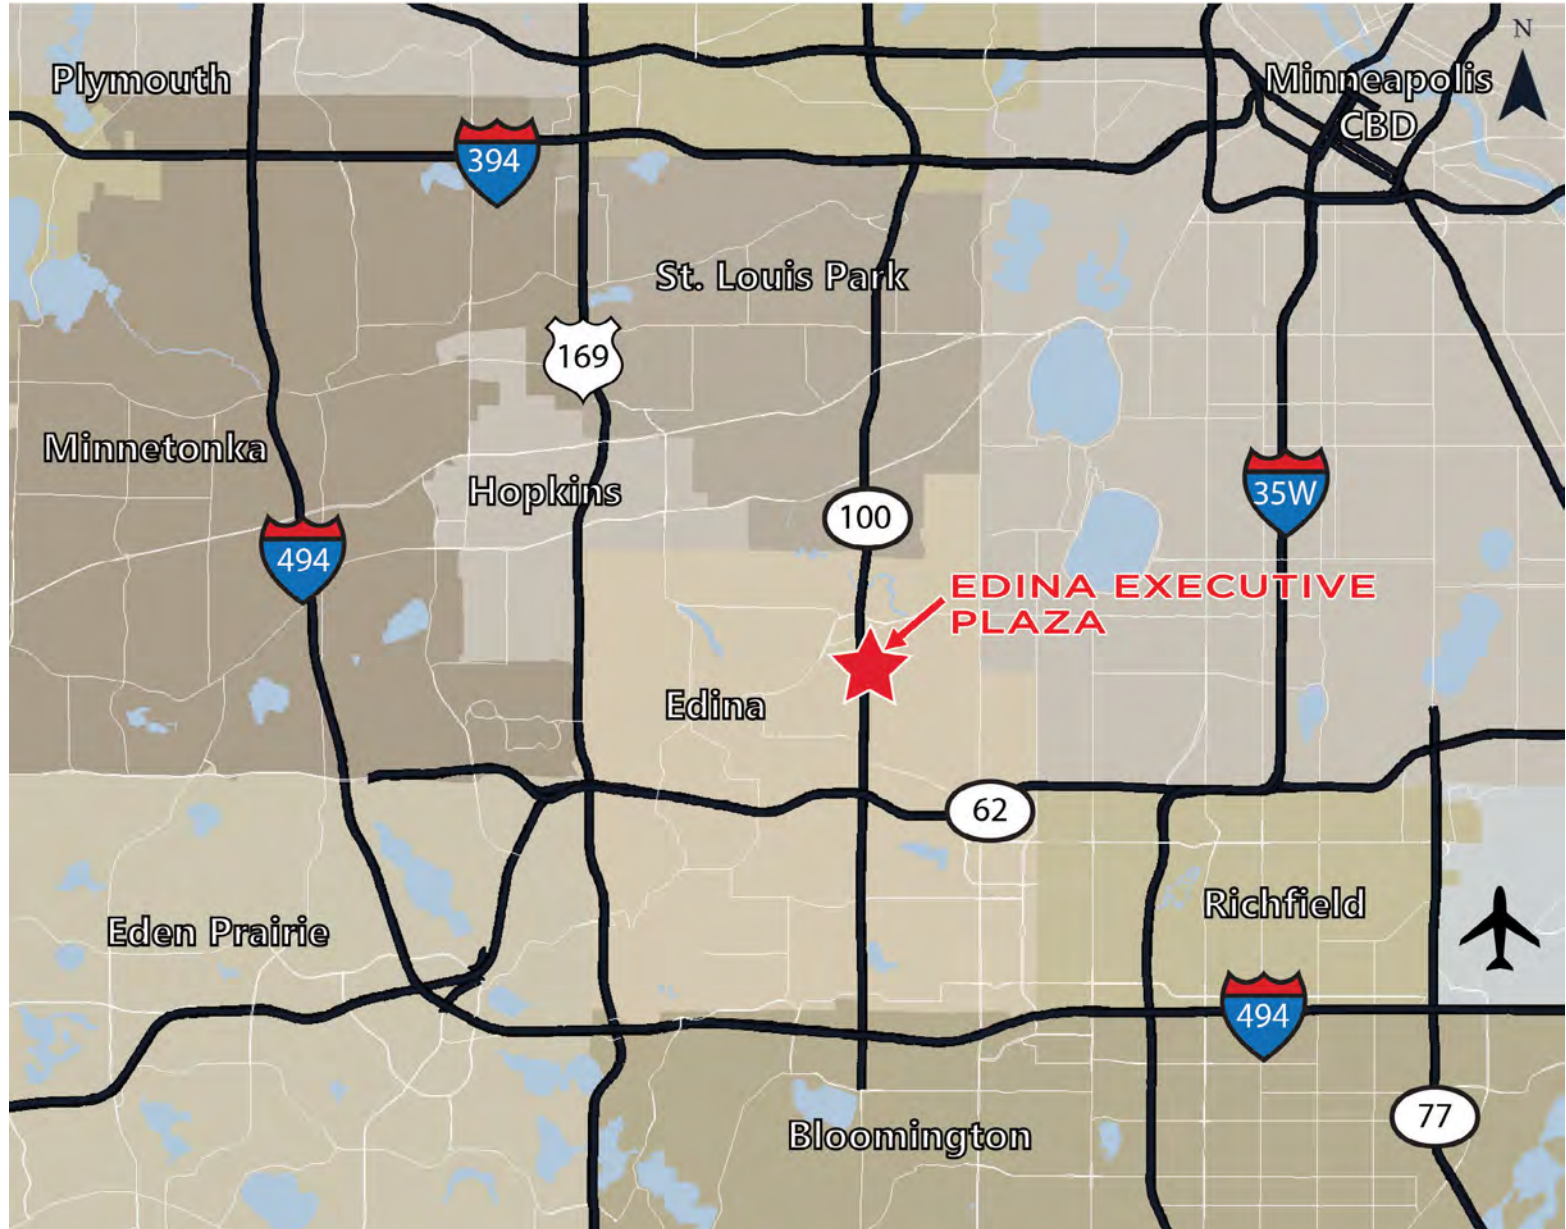 N
Plymouth
Minneapolis
CBD
394
St. Louis Park
169
Minnetonka
Hopkins
35W
100
494
EDINA EXECUTIVE
PLAZA
Edina
62
Richfield
Eden Prairie
494
77
Bloomington